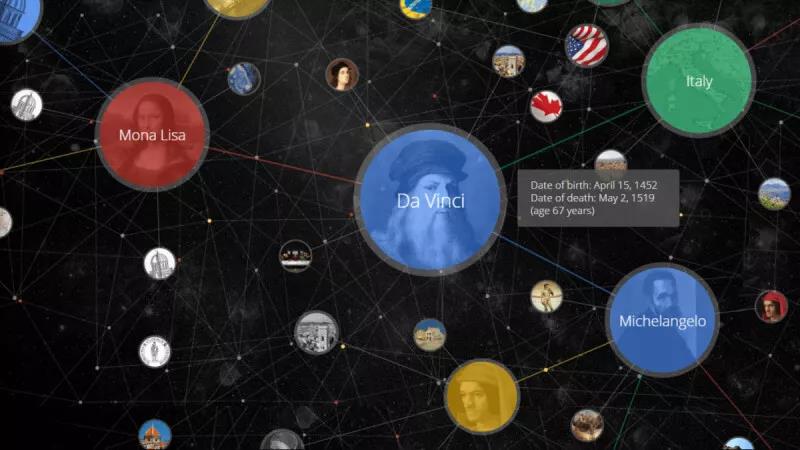 Italy
Mona Lisa
Da Vinci
Date of birth: April 15, 1452
Date of death: May 2, 1519
(age 67 years)
Michelangelo